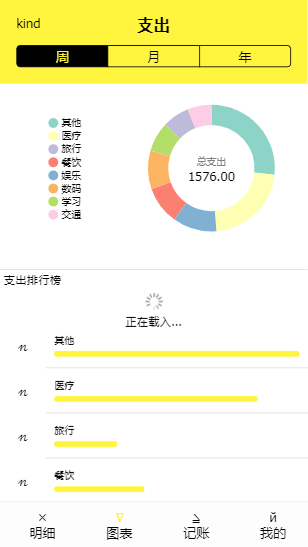 kind
支出
周 月 年
其他
医疗
旅行
餐饮
娱乐
数码
学习
交通
总支出
1576.00
支出排行榜
正在载入...
其他
n
医疗
n
旅行
n
餐饮
n
明细 图表 记账 我的